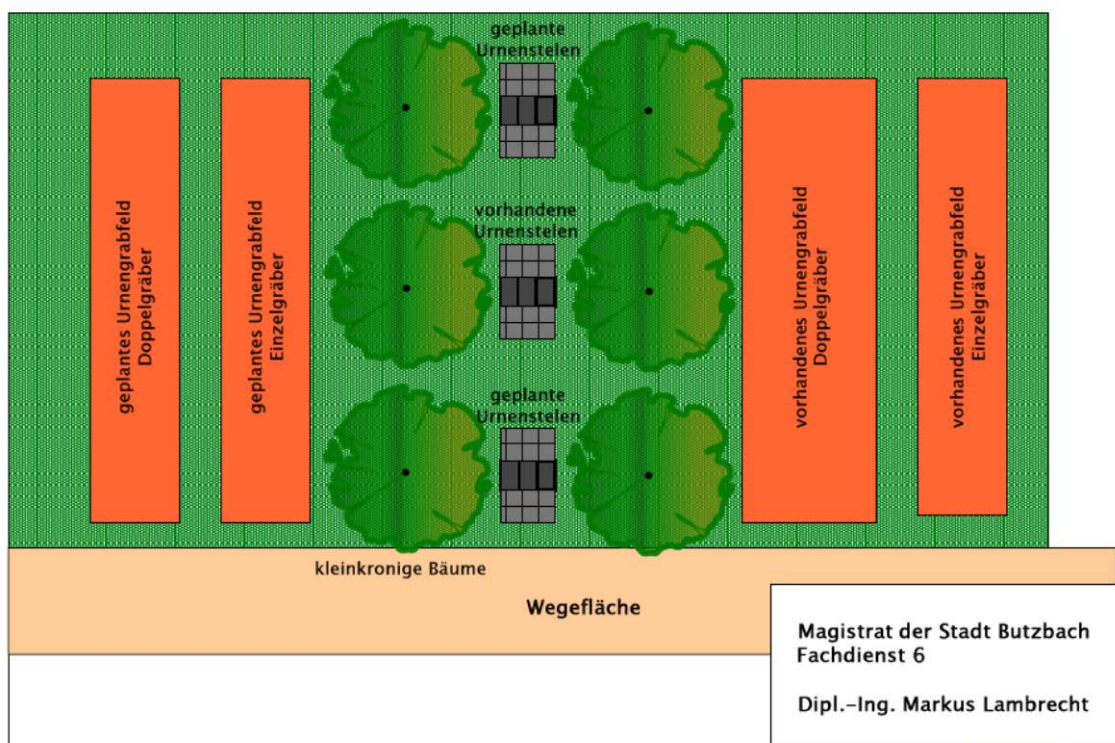 geplante
Urnenstelen
geplantes Urnengrabfeld
Doppelgräber
geplantes Urnengrabfeld
Einzelgräber
vorhandene
Urnenstelen
vorhandenes Urnengrabfeld
Doppelgräber
vorhandenes Urnengrabfeld
Einzelgräber
geplante
Urnenstelen
kleinkronige Bäume
Wegefläche
Magistrat der Stadt Butzbach
Fachdienst 6
Dipl.-Ing. Markus Lambrecht